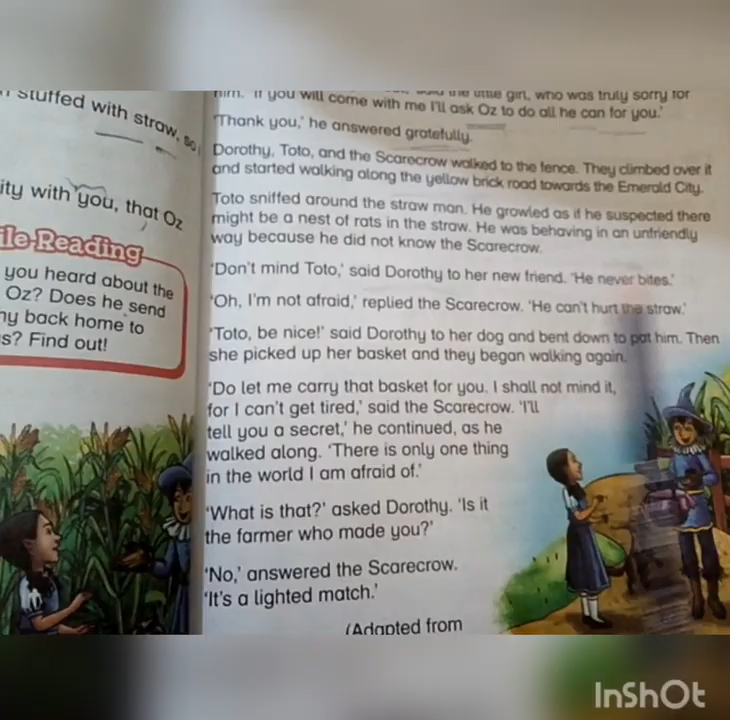 stuffed with straw, so
ity with you, that Oz
ile-Reading
you heard about the
Oz? Does he send
ny back home to
s? Find out!
him. 'If you will come with me I'll ask Oz to do all he can for you.'
the little girl, who was truly sorry for
'Thank you,' he answered gratefully.
Dorothy, Toto, and the Scarecrow walked to the fence. They climbed over it
and started walking along the yellow brick road towards the Emerald City.
Toto sniffed around the straw man. He growled as if he suspected there
might be a nest of rats in the straw. He was behaving in an unfriendly
way because he did not know the Scarecrow.
'Don't mind Toto,' said Dorothy to her new friend. 'He never bites.'
'Oh, I'm not afraid,' replied the Scarecrow. 'He can't hurt the straw.'
'Toto, be nice!' said Dorothy to her dog and bent down to pat him. Then
she picked up her basket and they began walking again.
'Do let me carry that basket for you. I shall not mind it,
for I can't get tired,' said the Scarecrow. 'I'll
tell you a secret,' he continued, as he
walked along. 'There is only one thing
in the world I am afraid of.'
'What is that?' asked Dorothy. 'Is it
the farmer who made you?'
'No,' answered the Scarecrow.
'It's a lighted match.'
(Adapted from
InShOt